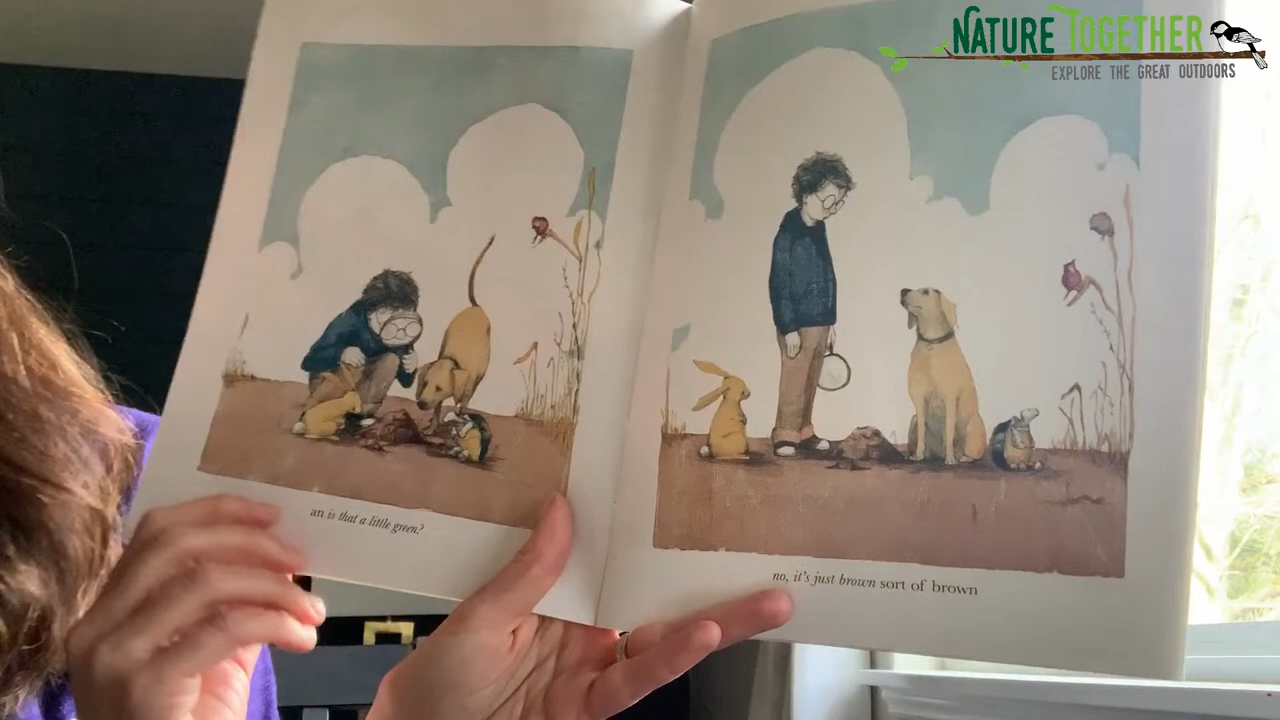 NATURE TOGETHER
EXPLORE THE GREAT OUTDOORS
an is that a little green?
no, it's just brown sort of brown